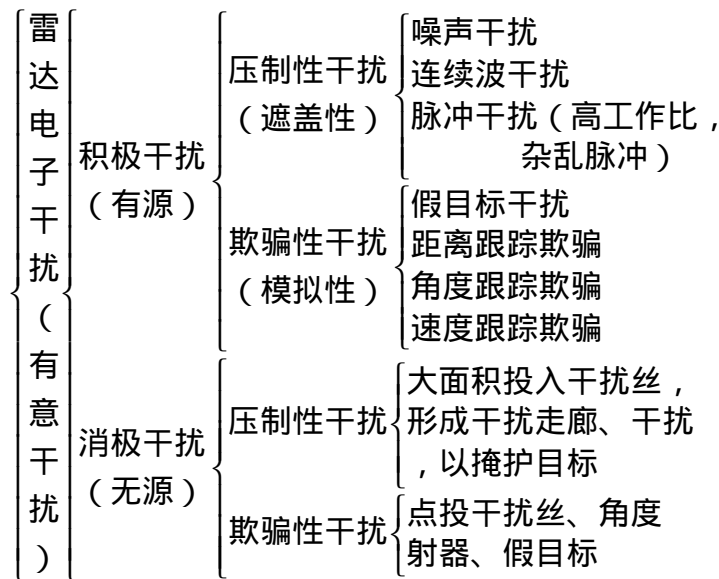 雷达电子干扰（有意干扰）
积极干扰
（有源）
压制性干扰
（遮盖性）
噪声干扰
连续波干扰
脉冲干扰（高工作比，
杂乱脉冲）
欺骗性干扰
（模拟性）
假目标干扰
距离跟踪欺骗
角度跟踪欺骗
速度跟踪欺骗
消极干扰
（无源）
压制性干扰
大面积投入干扰丝，
形成干扰走廊、干扰
，以掩护目标
欺骗性干扰
点投干扰丝、角度
射器、假目标